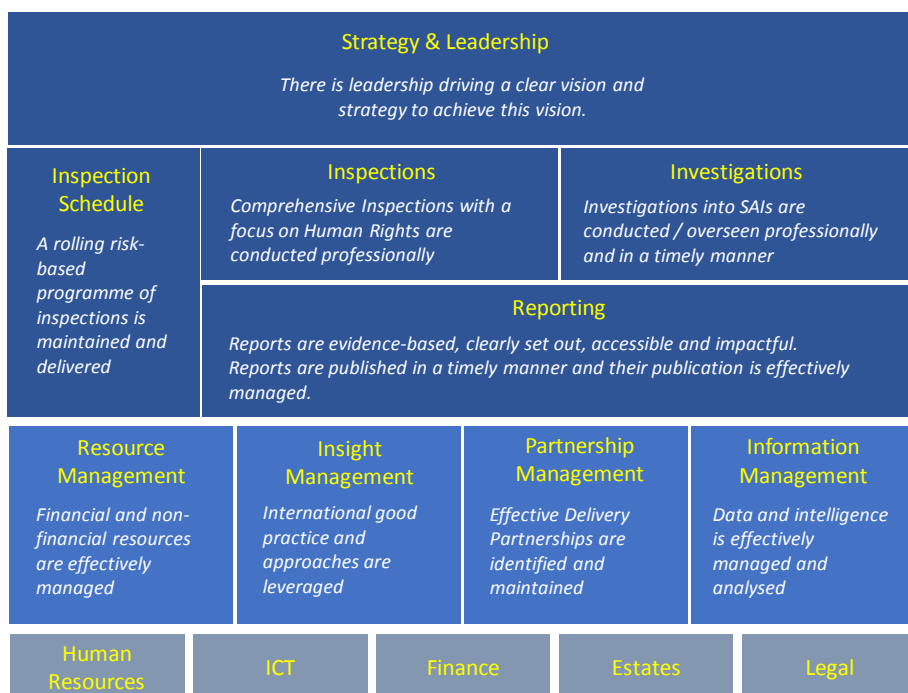 Strategy & Leadership
There is leadership driving a clear vision and
strategy to achieve this vision.
Inspection
Schedule
A rolling risk-
based
programme of
inspections is
maintained and
delivered
Inspections
Comprehensive Inspections with a
focus on Human Rights are
conducted professionally
Investigations
Investigations into SAIs are
conducted / overseen professionally
and in a timely manner
Reporting
Reports are evidence-based, clearly set out, accessible and impactful.
Reports are published in a timely manner and their publication is effectively
managed.
Resource
Management
Financial and non-
financial resources
are effectively
managed
Insight
Management
International good
practice and
approaches are
leveraged
Partnership
Management
Effective Delivery
Partnerships are
identified and
maintained
Information
Management
Data and intelligence
is effectively
managed and
analysed
Human
Resources
ICT
Finance
Estates
Legal